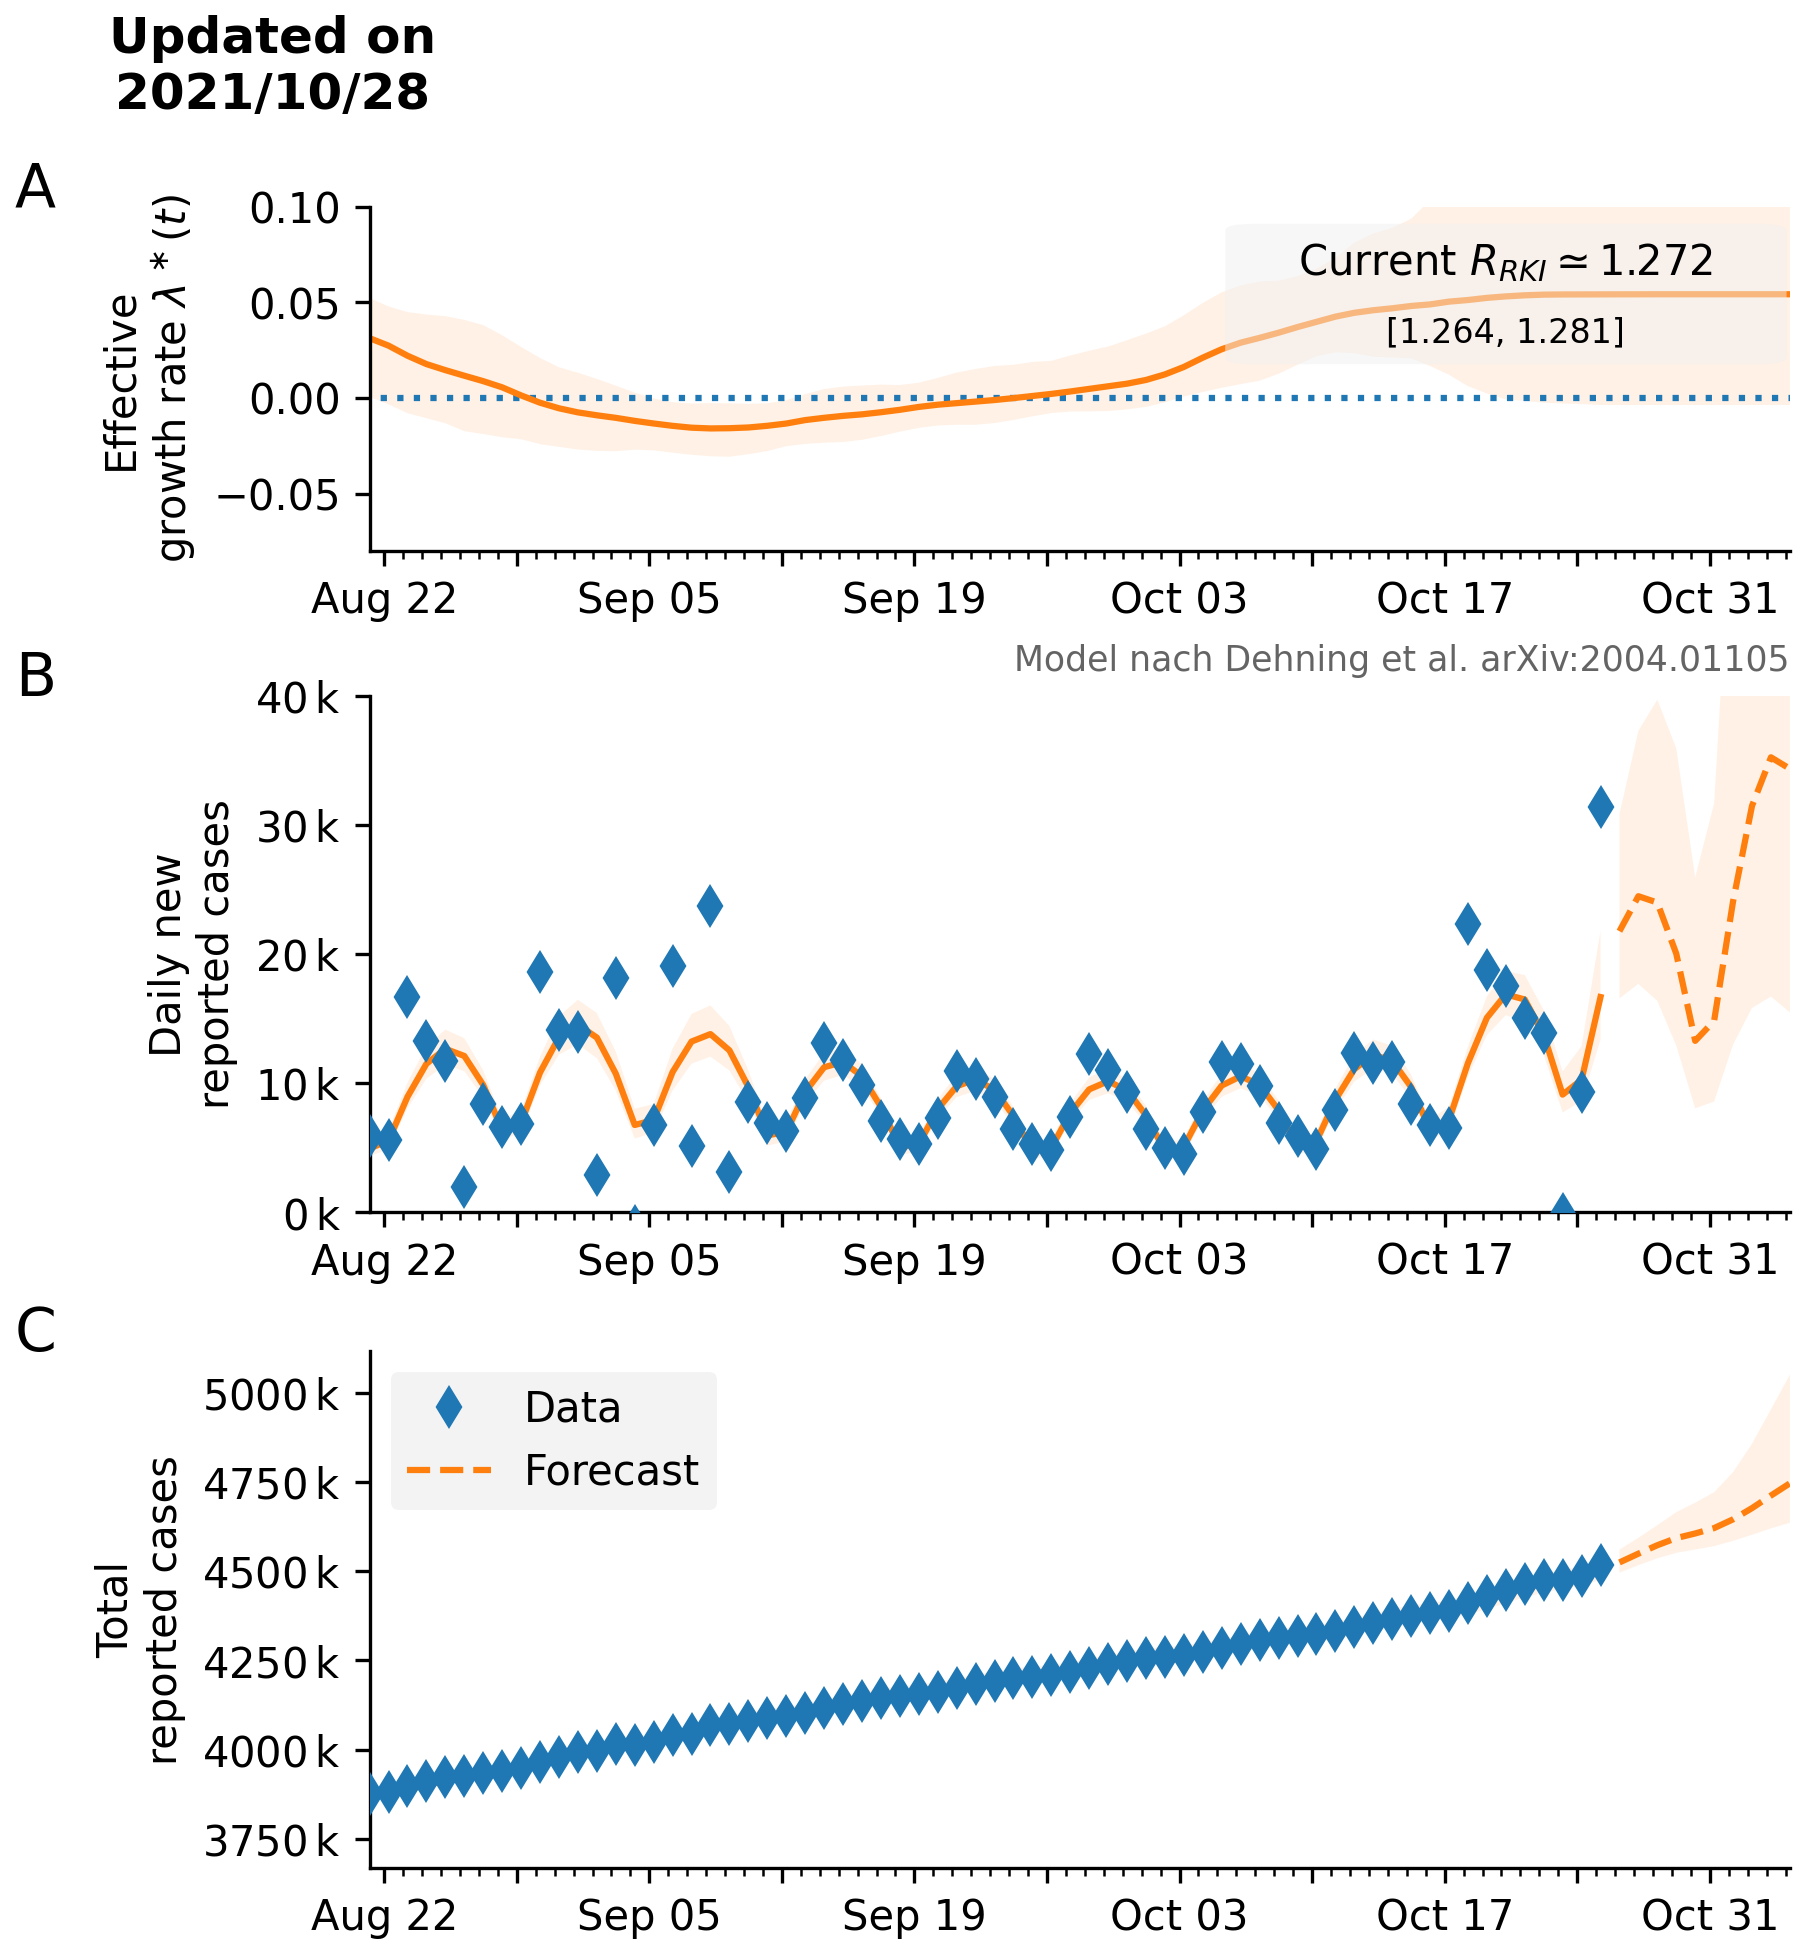 Updated on
2021/10/28
A
Effective
growth rate λ * (t)
0.10
0.05
0.00
−0.05
Current R_RKI ≃ 1.272
[1.264, 1.281]
Aug 22 Sep 05 Sep 19 Oct 03 Oct 17 Oct 31
Model nach Dehning et al. arXiv:2004.01105
B
Daily new
reported cases
40 k
30 k
20 k
10 k
0 k
Aug 22 Sep 05 Sep 19 Oct 03 Oct 17 Oct 31
C
Total
reported cases
5000 k
4750 k
4500 k
4250 k
4000 k
3750 k
Data
Forecast
Aug 22 Sep 05 Sep 19 Oct 03 Oct 17 Oct 31